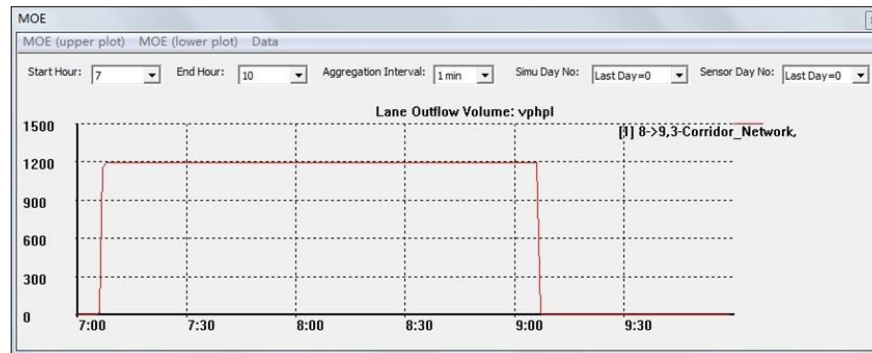 MOE
MOE (upper plot) MOE (lower plot) Data
Start Hour: 7 End Hour: 10 Aggregation Interval: 1 min Simu Day No: Last Day=0 Sensor Day No: Last Day=0
Lane Outflow Volume: vphpl
[1] 8->9,3-Corridor_Network,
1500
1200
900
600
300
0
7:00 7:30 8:00 8:30 9:00 9:30